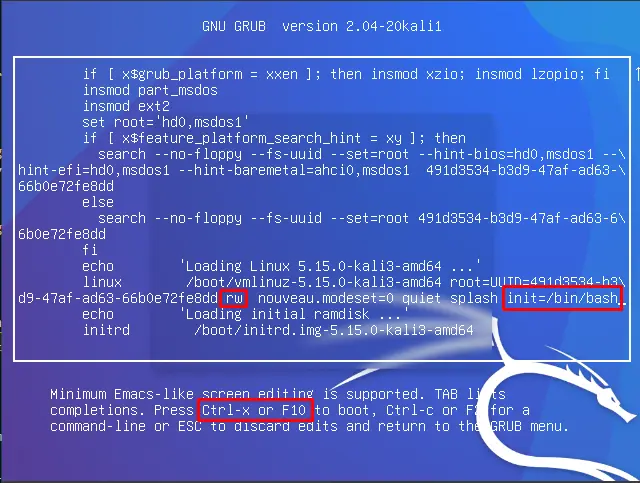 GNU GRUB version 2.04-20kali1
if [ x$grub_platform = xxen ]; then insmod xzio; insmod lzopio; fi
insmod part_msdos
insmod ext2
set root='hd0,msdos1'
if [ x$feature_platform_search_hint = xy ]; then
search --no-floppy --fs-uuid --set=root --hint-bios=hd0,msdos1 --\
hint-efi=hd0,msdos1 --hint-baremetal=ahci0,msdos1 491d3534-b3d9-47af-ad63-\
66b0e72fe8dd
else
search --no-floppy --fs-uuid --set=root 491d3534-b3d9-47af-ad63-6\
6b0e72fe8dd
fi
echo 'Loading Linux 5.15.0-kali3-amd64 ...'
linux /boot/vmlinuz-5.15.0-kali3-amd64 root=UUID=491d3534-b3\
d9-47af-ad63-66b0e72fe8dd rw nouveau.modeset=0 quiet splash init=/bin/bash_
echo 'Loading initial ramdisk ...'
initrd /boot/initrd.img-5.15.0-kali3-amd64
Minimum Emacs-like screen editing is supported. TAB lists
completions. Press Ctrl-x or F10 to boot, Ctrl-c or F2 for a
command-line or ESC to discard edits and return to the GRUB menu.